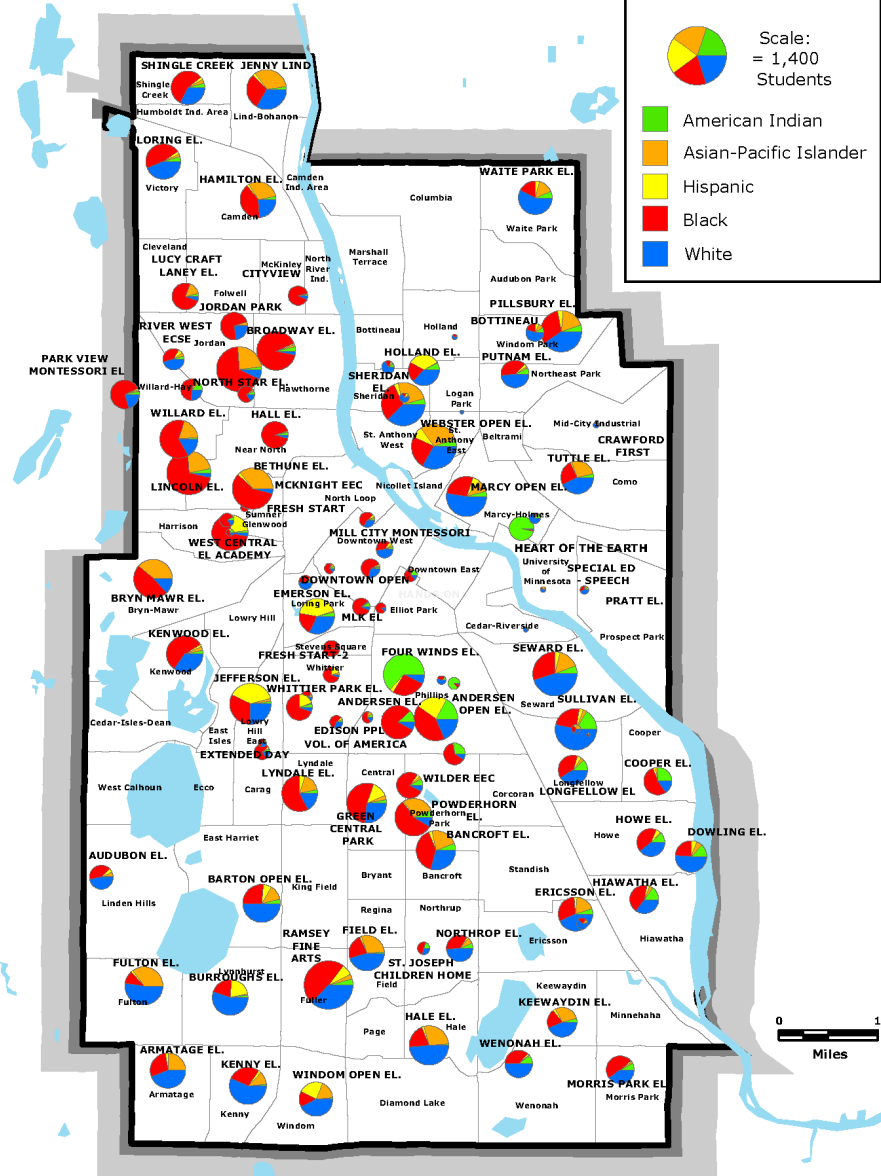 Scale:
= 1,400
Students
American Indian
Asian-Pacific Islander
Hispanic
Black
White
SHINGLE CREEK
JENNY LIND
Shingle
Creek
Humboldt Ind. Area
Lind-Bohanon
LORING EL.
Victory
HAMILTON EL.
Camden
Ind. Area
Camden
Columbia
WAITE PARK EL.
Waite Park
Cleveland
LUCY CRAFT
LANEY EL.
McKinley
CITYVIEW
North
River
Ind.
Marshall
Terrace
Audubon Park
Folwell
JORDAN PARK
PILLSBURY EL.
RIVER WEST
ECSE
Jordan
BROADWAY EL.
Bottineau
Holland
BOTTINEAU
Windom Park
PARK VIEW
MONTESSORI EL
HOLLAND EL.
PUTNAM EL.
Northeast Park
Willard-Hay
NORTH STAR EL.
Hawthorne
SHERIDAN
EL.
Sheridan
Logan
Park
WILLARD EL.
HALL EL.
Near North
WEBSTER OPEN EL.
St. Anthony
West
St.
Anthony
East
Beltrami
Mid-City Industrial
CRAWFORD
FIRST
LINCOLN EL.
BETHUNE EL.
MCKNIGHT EEC
Nicollet Island
MARCY OPEN EL.
TUTTLE EL.
Como
North Loop
FRESH START
Sumner
Glenwood
Harrison
Marcy-Holmes
WEST CENTRAL
EL ACADEMY
MILL CITY MONTESSORI
Downtown West
HEART OF THE EARTH
University
of
Minnesota
SPECIAL ED
- SPEECH
DOWNTOWN OPEN
Downtown East
HANDS ON
BRYN MAWR EL.
Bryn-Mawr
EMERSON EL.
Loring Park
MLK EL
Elliot Park
PRATT EL.
Lowry Hill
Cedar-Riverside
Prospect Park
KENWOOD EL.
Kenwood
Stevens Square
FRESH START-2
Whittier
FOUR WINDS EL.
SEWARD EL.
JEFFERSON EL.
WHITTIER PARK EL.
Phillips
ANDERSEN EL.
ANDERSEN
OPEN EL.
Seward
SULLIVAN EL.
Cedar-Isles-Dean
East
Isles
Lowry
Hill
East
EDISON PPL
VOL. OF AMERICA
Cooper
EXTENDED DAY
Lyndale
LYNDALE EL.
Central
WILDER EEC
Corcoran
Longfellow
LONGFELLOW EL
COOPER EL.
West Calhoun
Ecco
Carag
GREEN
CENTRAL
PARK
POWDERHORN
EL.
Powderhorn
Park
East Harriet
BANCROFT EL.
Bancroft
Howe
HOWE EL.
DOWLING EL.
AUDUBON EL.
Linden Hills
BARTON OPEN EL.
King Field
Bryant
Standish
HIAWATHA EL.
ERICSSON EL.
Regina
Northrup
RAMSEY
FINE
ARTS
FIELD EL.
NORTHROP EL.
Ericsson
Hiawatha
FULTON EL.
Fulton
Lynnhurst
BURROUGHS EL.
ST. JOSEPH
CHILDREN HOME
Field
Fuller
Keewaydin
KEEWAYDIN EL.
Minnehaha
0 1
Miles
Page
HALE EL.
Hale
WENONAH EL.
ARMATAGE EL.
Armatage
KENNY EL.
Kenny
WINDOM OPEN EL.
Windom
Diamond Lake
Wenonah
MORRIS PARK EL
Morris Park